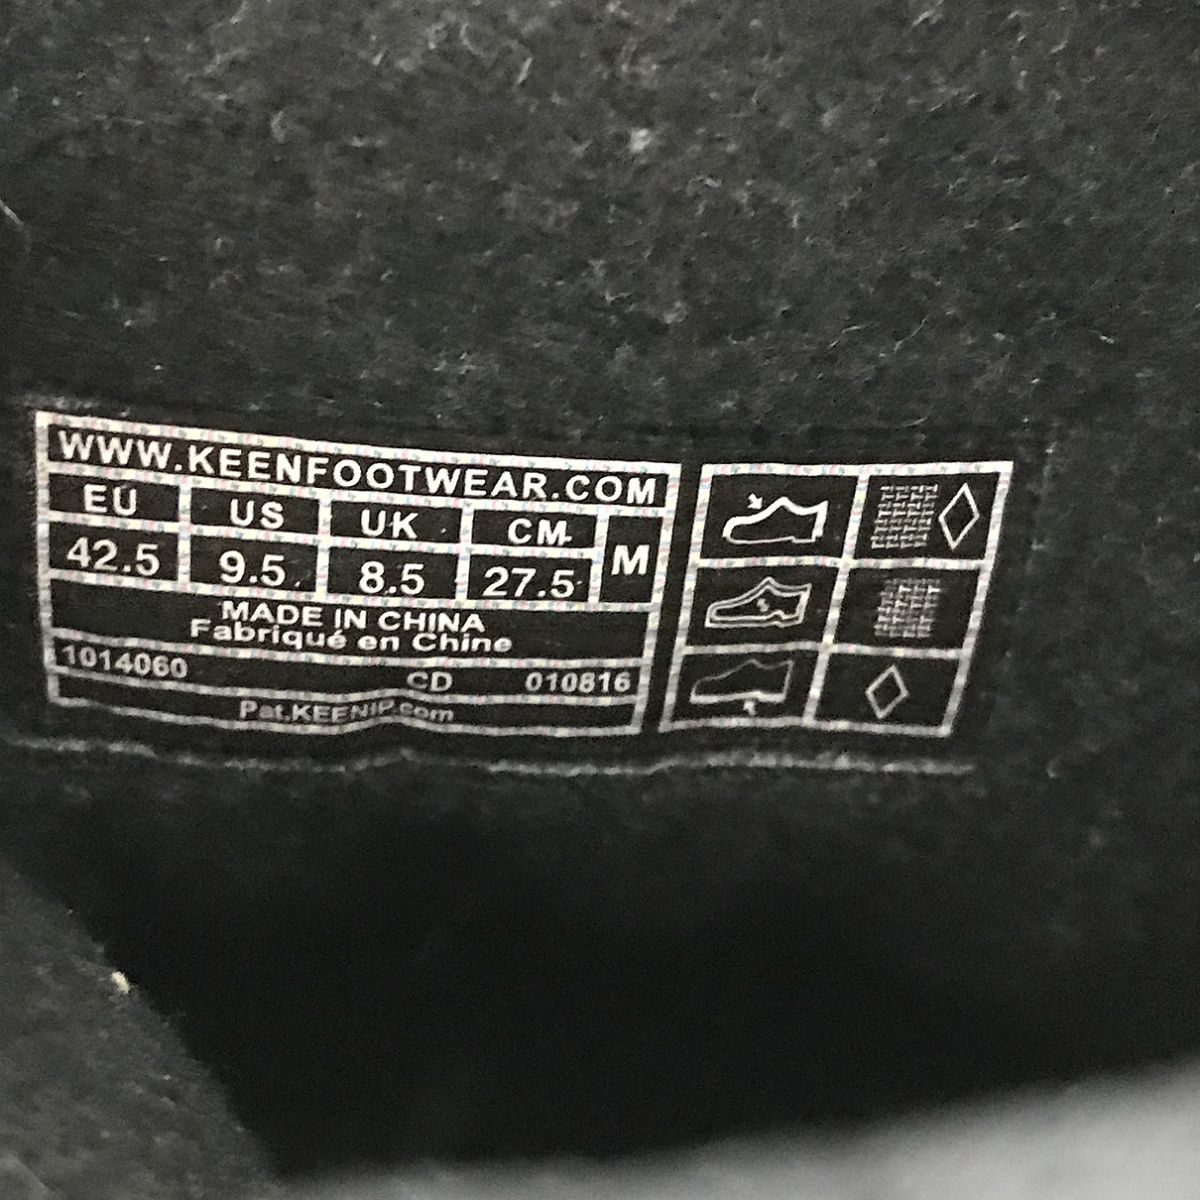 WWW.KEENFOOTWEAR.COM
EU US UK CM M
42.5 9.5 8.5 27.5
MADE IN CHINA
Fabriqué en Chine
1014060 CD 010816
Pat.KEENIP.com